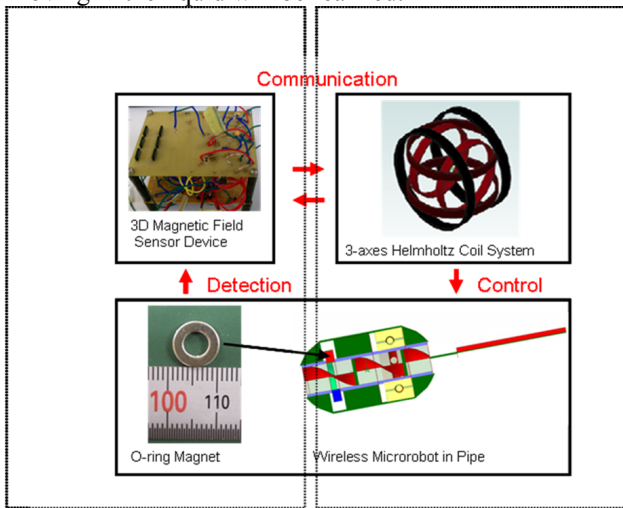 Communication
3D Magnetic Field
Sensor Device
3-axes Helmholtz Coil System
Detection
Control
100 110
O-ring Magnet
Wireless Microrobot in Pipe